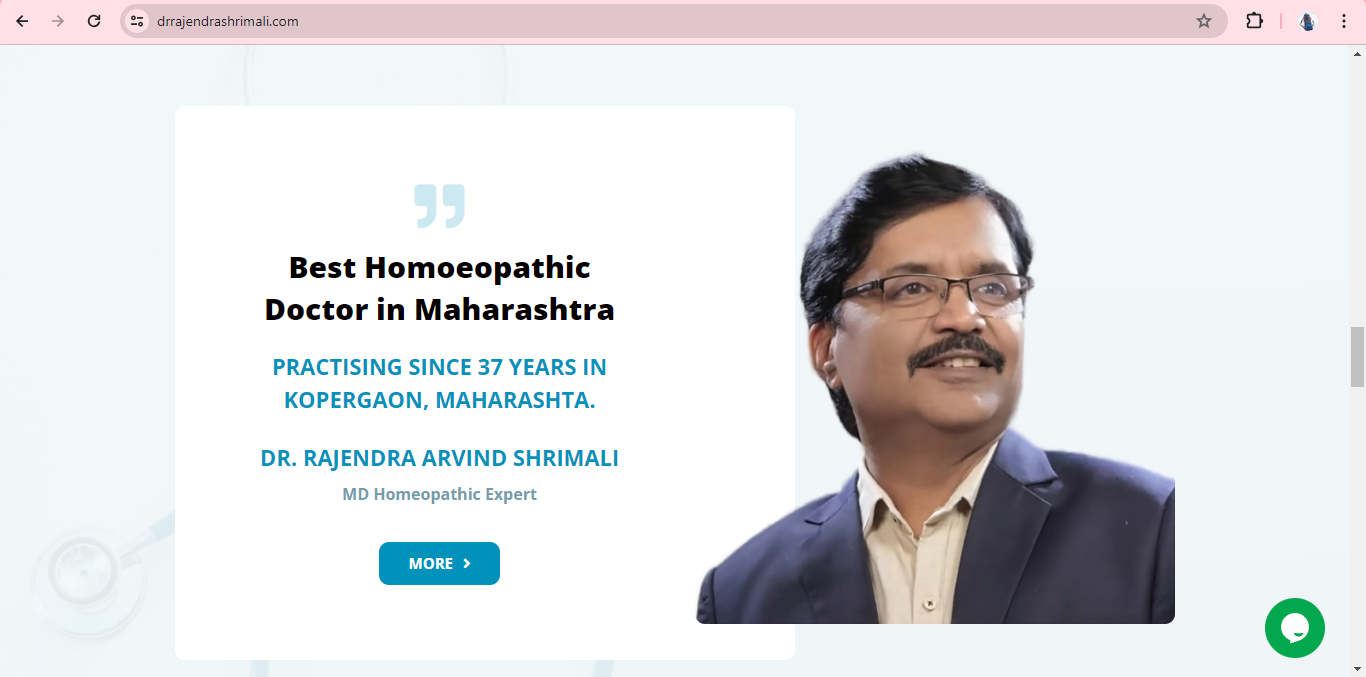 drrajendrashrimali.com
Best Homoeopathic
Doctor in Maharashtra
PRACTISING SINCE 37 YEARS IN
KOPERGAON, MAHARASHTA.
DR. RAJENDRA ARVIND SHRIMALI
MD Homeopathic Expert
MORE